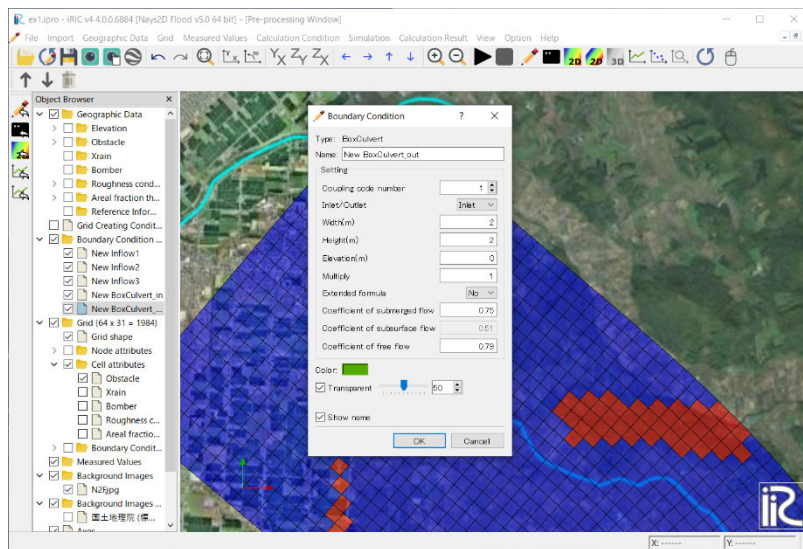 ex1.ipro - iRIC v4 4.0.0.6884 [Nays2D Flood v5.0 64 bit] - [Pre-processing Window]
File Import Geographic Data Grid Measured Values Calculation Condition Simulation Calculation Result View Option Help
Object Browser
Geographic Data
Elevation
Obstacle
Xrain
Bomber
Roughness cond...
Areal fraction th...
Reference Infor...
Grid Creating Condit...
Boundary Condition ...
New Inflow1
New Inflow2
New Inflow3
New BoxCulvert_in
New BoxCulvert_...
Grid (64 x 31 = 1984)
Grid shape
Node attributes
Cell attributes
Obstacle
Xrain
Bomber
Roughness c...
Areal fractio...
Boundary Condit...
Measured Values
Background Images
N2Fjpg
Background Images ...
国土地理院 (標...
Axes
Boundary Condition ?
Type: BoxCulvert
Name: New BoxCulvert_out
Setting
Coupling code number 1
Inlet/Outlet Inlet
Width(m) 2
Height(m) 2
Elevation(m) 0
Multiply 1
Extended formula No
Coefficient of submerged flow 0.75
Coefficient of subsurface flow 0.51
Coefficient of free flow 0.79
Color:
Transparent 50
Show name
OK Cancel
iRIC
X: ------ Y: ------